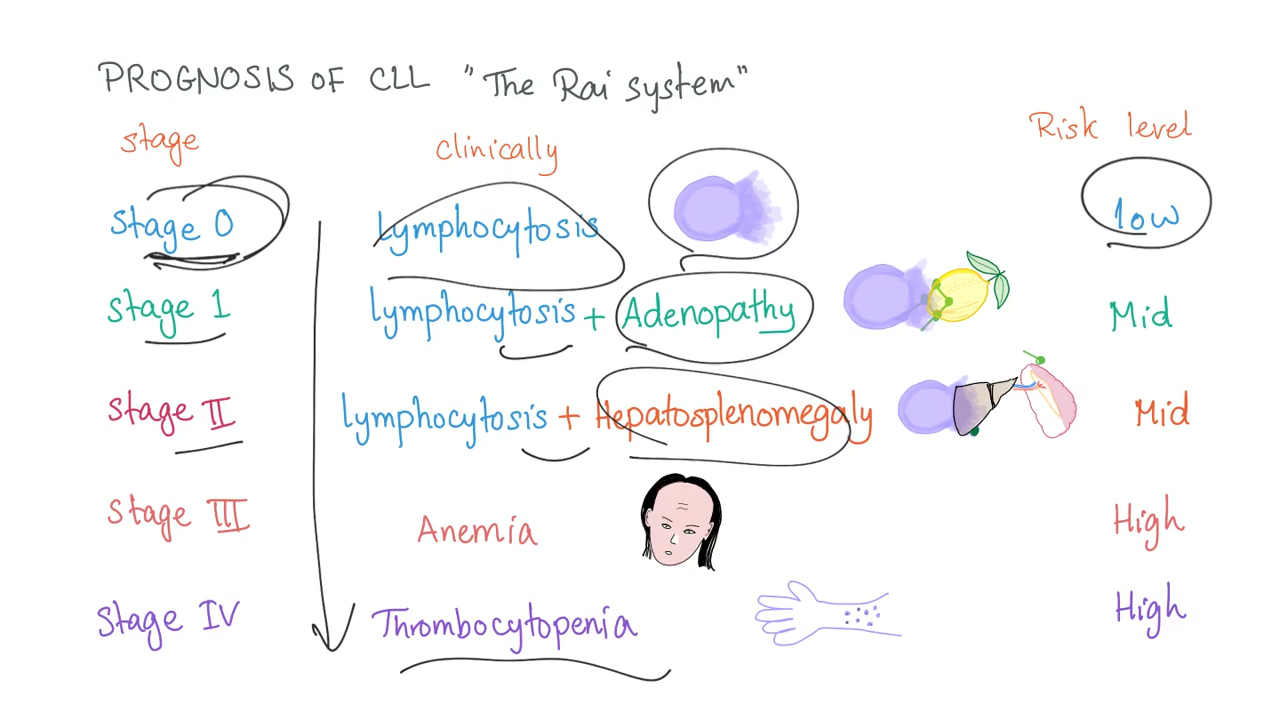 PROGNOSIS OF CLL "The Rai system"
stage clinically Risk level
Stage 0 Lymphocytosis low
Stage 1 Lymphocytosis + Adenopathy Mid
Stage II Lymphocytosis + Hepatosplenomegaly Mid
Stage III Anemia High
Stage IV Thrombocytopenia High